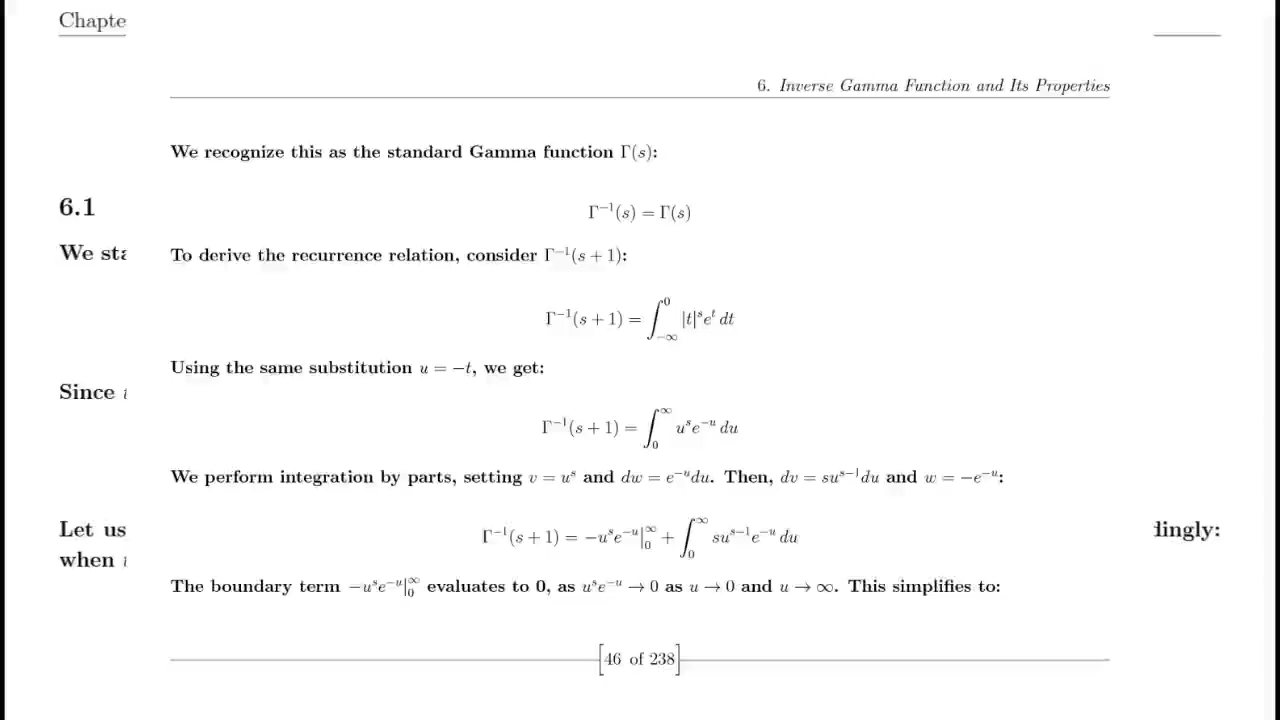 Chapte
6. Inverse Gamma Function and Its Properties
We recognize this as the standard Gamma function Γ(s):
6.1
Γ⁻¹(s) = Γ(s)
We sta
To derive the recurrence relation, consider Γ⁻¹(s + 1):
Γ⁻¹(s + 1) = ∫_{-∞}^{0} |t|^s e^t dt
Using the same substitution u = −t, we get:
Since t
Γ⁻¹(s + 1) = ∫_{0}^{∞} u^s e^{-u} du
We perform integration by parts, setting v = u^s and dw = e^{-u}du. Then, dv = su^{s-1}du and w = −e^{-u}:
Let us
dingly:
Γ⁻¹(s + 1) = −u^s e^{-u}|_{0}^{∞} + ∫_{0}^{∞} su^{s-1}e^{-u} du
when t
The boundary term −u^s e^{-u}|_{0}^{∞} evaluates to 0, as u^s e^{-u} → 0 as u → 0 and u → ∞. This simplifies to:
[46 of 238]